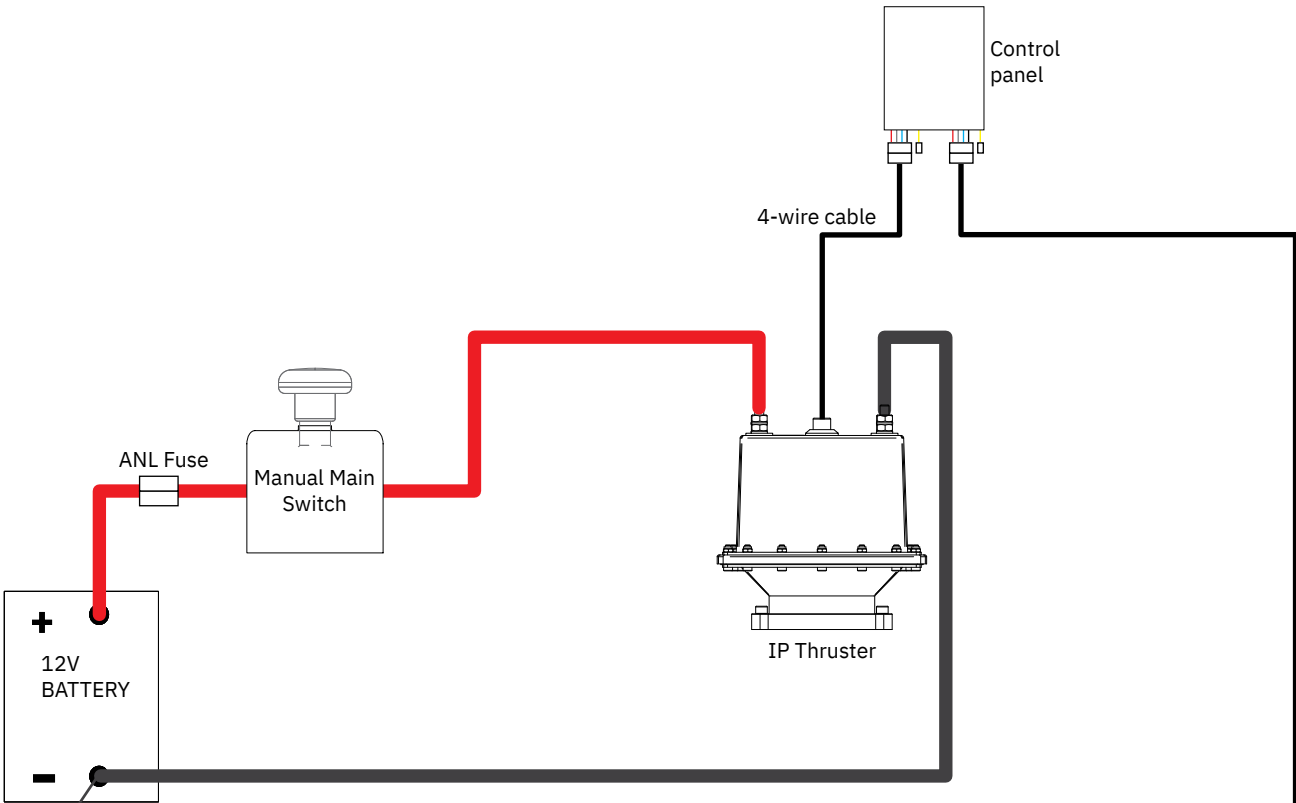 Control
panel
4-wire cable
ANL Fuse
Manual Main
Switch
IP Thruster
+
12V
BATTERY
-